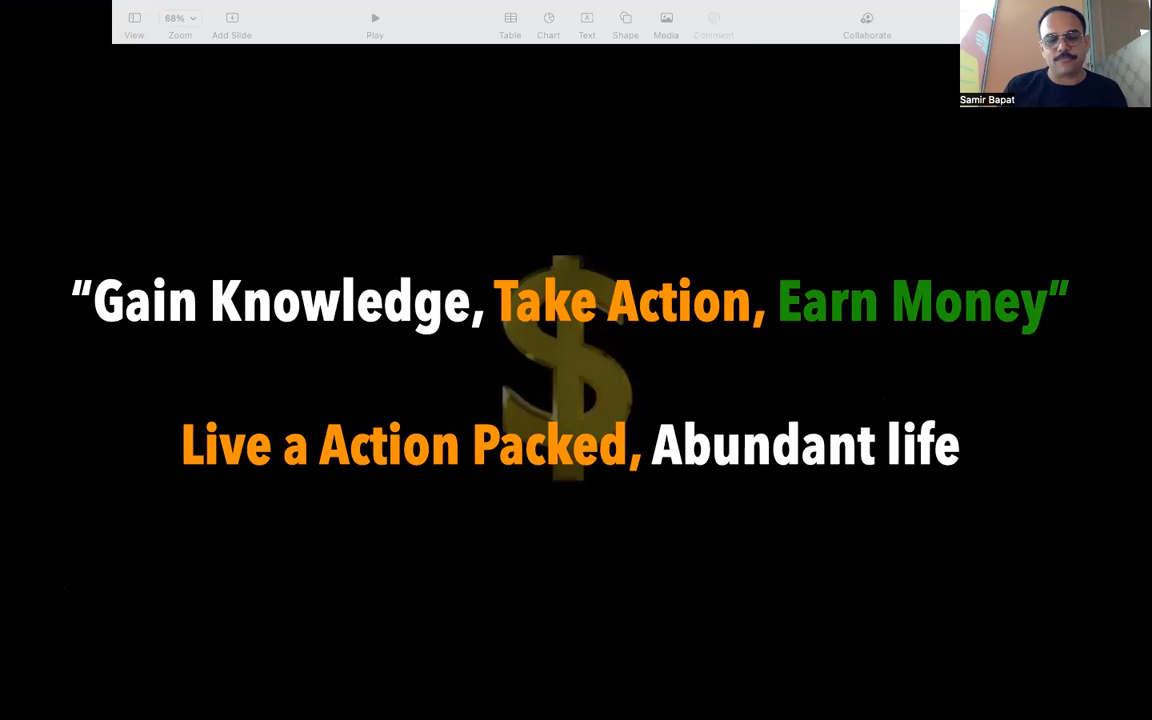 View
68%
Zoom
Add Slide
Play
Table
Chart
Text
Shape
Media
Comment
Collaborate
Samir Bapat
"Gain Knowledge, Take Action, Earn Money"
Live a Action Packed, Abundant life